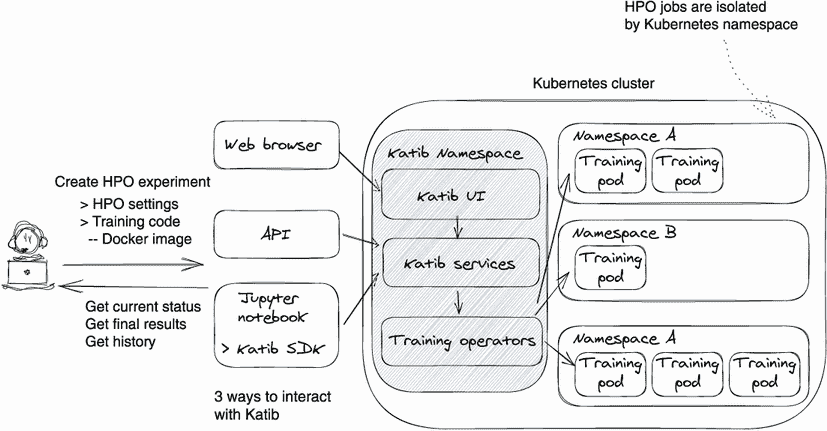 HPO jobs are isolated
by Kubernetes namespace
Kubernetes cluster
Web browser
Katib Namespace
Namespace A
Training
pod
Training
pod
Create HPO experiment
> HPO settings
> Training code
-- Docker image
Katib UI
API
Namespace B
Training
pod
Katib services
Get current status
Get final results
Get history
Jupyter
notebook
> Katib SDK
Training operators
Namespace A
Training
pod
Training
pod
Training
pod
3 ways to interact
with Katib